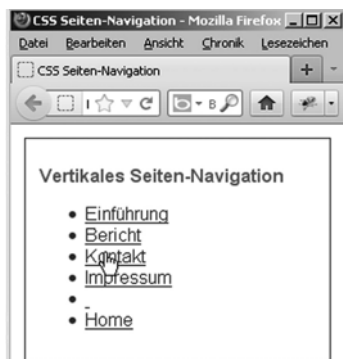 CSS Seiten-Navigation - Mozilla Firefox
Datei Bearbeiten Ansicht Chronik Lesezeichen
CSS Seiten-Navigation
Vertikales Seiten-Navigation
Einführung
Bericht
Kontakt
Impressum
Home